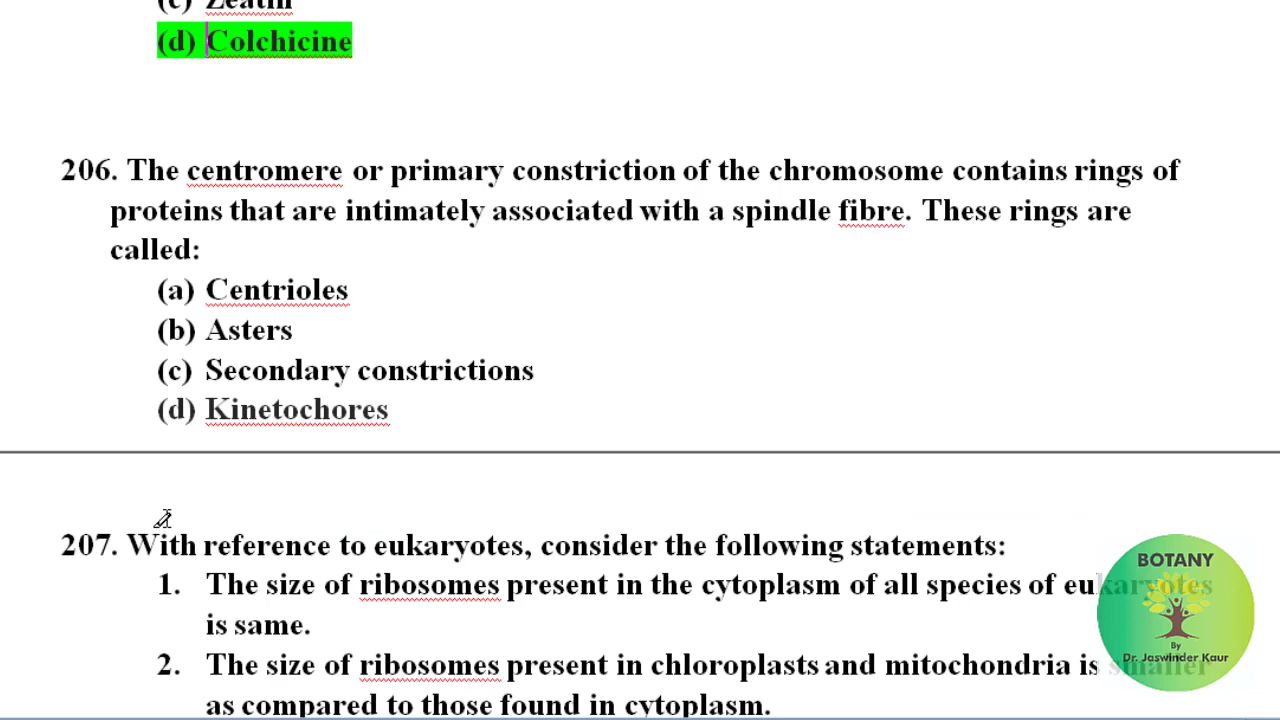 (c) Zeatin
(d) Colchicine
206. The centromere or primary constriction of the chromosome contains rings of
proteins that are intimately associated with a spindle fibre. These rings are
called:
(a) Centrioles
(b) Asters
(c) Secondary constrictions
(d) Kinetochores
207. With reference to eukaryotes, consider the following statements:
1. The size of ribosomes present in the cytoplasm of all species of eukaryotes
is same.
2. The size of ribosomes present in chloroplasts and mitochondria is smaller
as compared to those found in cytoplasm.
BOTANY
By
Dr. Jaswinder Kaur